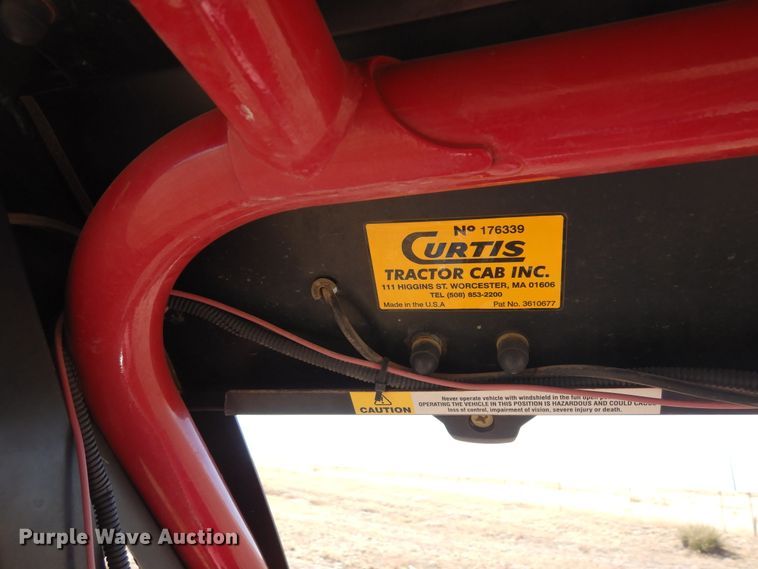 Nº 176339
CURTIS
TRACTOR CAB INC.
111 HIGGINS ST. WORCESTER, MA 01606
TEL (508) 853-2200
Made in the U.S.A Pat No. 3610677
CAUTION
Never operate vehicle with windshield in the full open
OPERATING THE VEHICLE IN THIS POSITION IS HAZARDOUS AND COULD CAUSE
loss of control, impairment of vision, severe injury or death.
Purple Wave Auction®